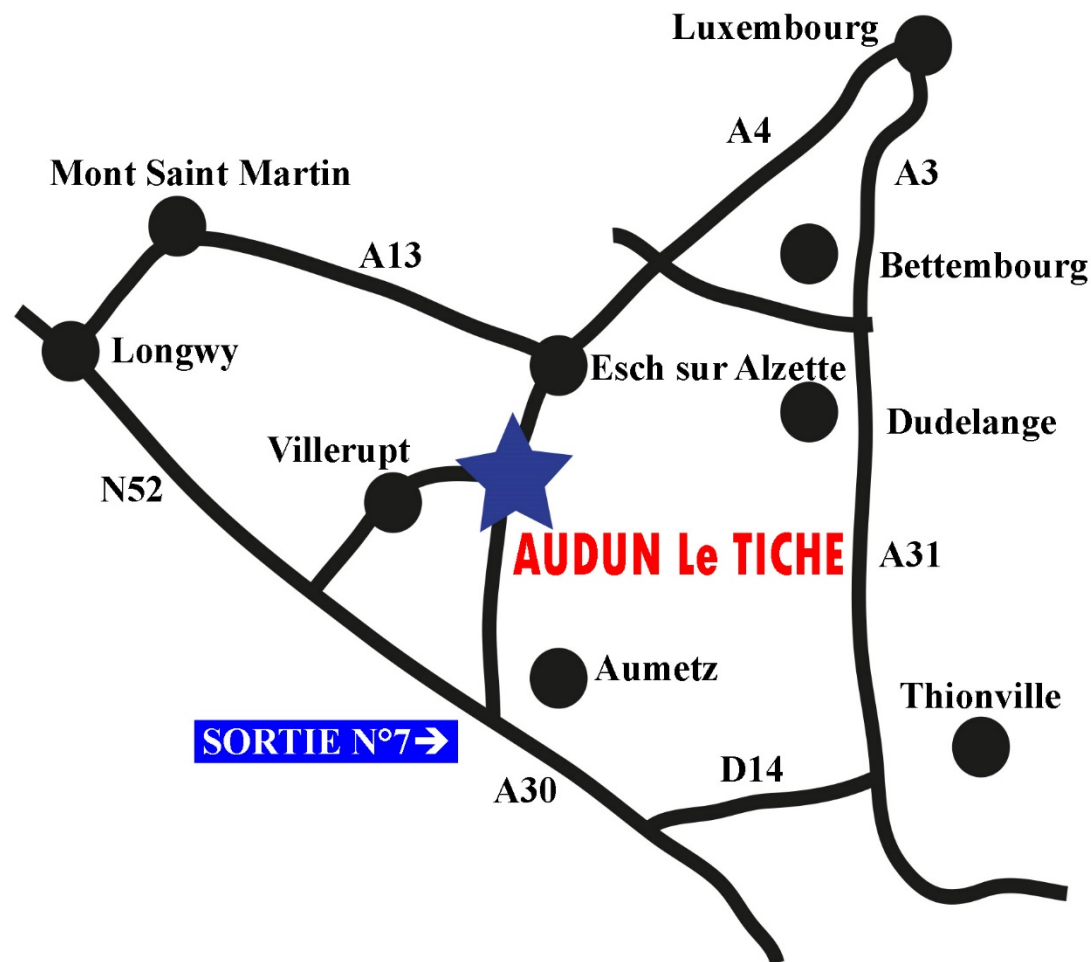 Luxembourg
A4
Mont Saint Martin
A3
A13
Bettembourg
Longwy
Esch sur Alzette
Dudelange
Villerupt
N52
AUDUN Le TICHE
A31
Aumetz
Thionville
SORTIE N°7→
D14
A30